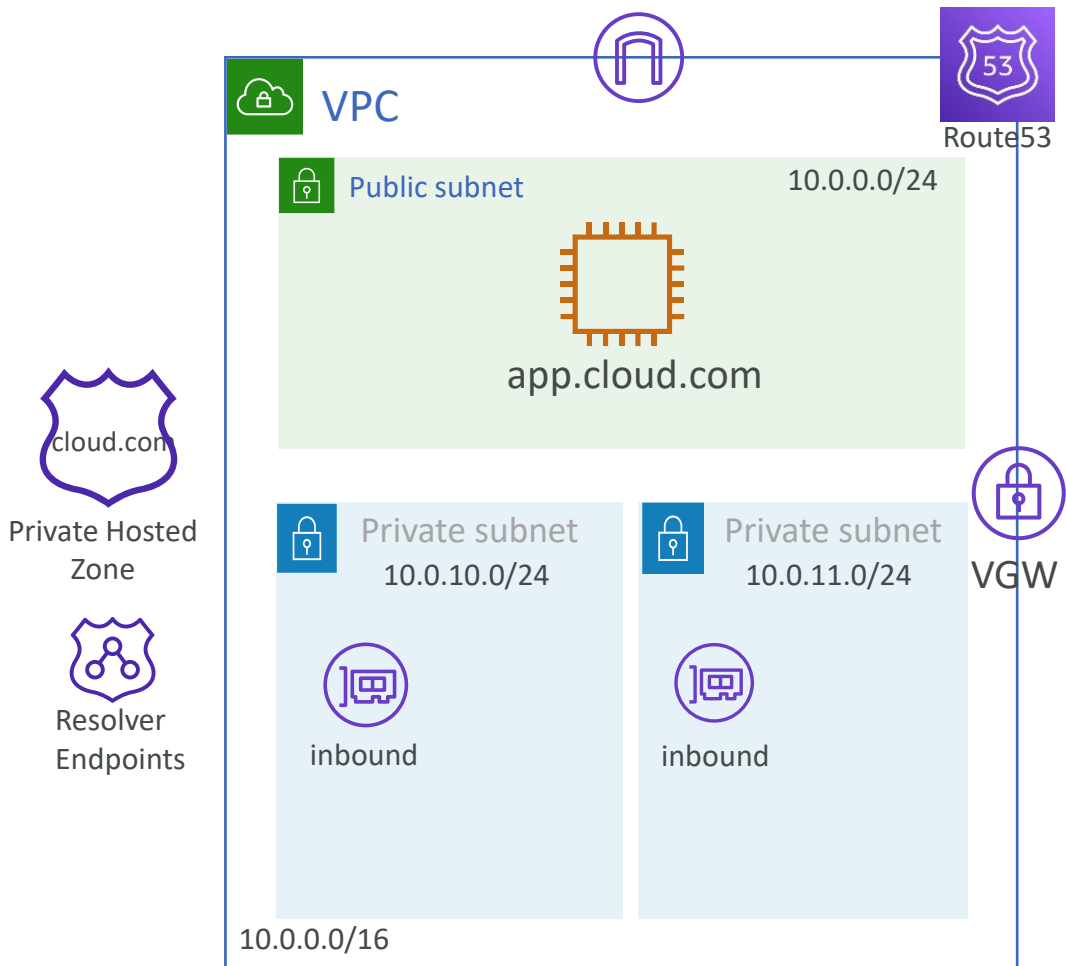 53
Route53
VPC
Public subnet
10.0.0.0/24
app.cloud.com
cloud.com
Private Hosted
Zone
Resolver
Endpoints
Private subnet
10.0.10.0/24
inbound
Private subnet
10.0.11.0/24
inbound
VGW
10.0.0.0/16